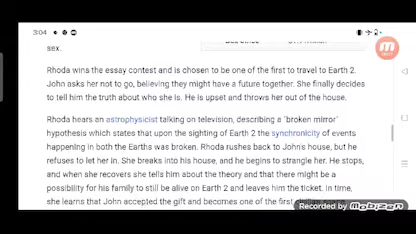 3:04
sex.
Rhoda wins the essay contest and is chosen to be one of the first to travel to Earth 2.
John asks her not to go, believing they might have a future together. She finally decides
to tell him the truth about who she is. He is upset and throws her out of the house.
Rhoda hears an astrophysicist talking on television, describing a "broken mirror"
hypothesis which states that upon the sighting of Earth 2 the synchronicity of events
happening in both the Earths was broken. Rhoda rushes back to John's house, but he
refuses to let her in. She breaks into his house, and he begins to strangle her. He stops,
and when she recovers she tells him about the theory and that there might be a
possibility for his family to still be alive on Earth 2 and leaves him the ticket. In time,
she learns that John accepted the gift and becomes one of the first civilian space
Recorded by Mobizen